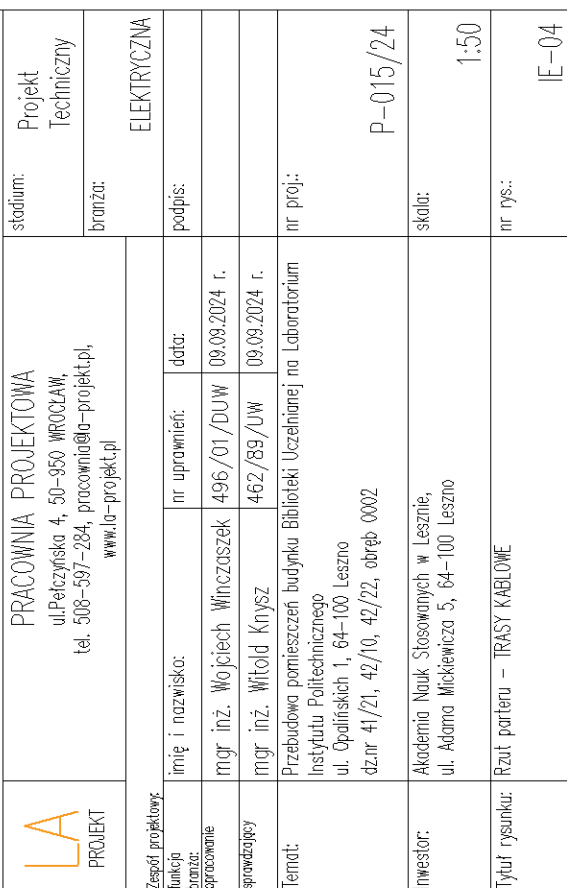 LA
PROJEKT
PRACOWNIA PROJEKTOWA
ul.Pełczyńska 4, 50-950 WROCŁAW,
tel. 508-597-284, pracownia@la-projekt.pl,
www.la-projekt.pl
stadium:
Projekt
Techniczny
branża:
ELEKTRYCZNA
Zespół projektowy:
funkcja
branża:
imię i nazwisko:
nr uprawnień:
data:
podpis:
opracowanie
mgr inż. Wojciech Winczaszek
496/01/DUW
09.09.2024 r.
sprawdzający
mgr inż. Witold Knysz
462/89/UW
09.09.2024 r.
Temat:
Przebudowa pomieszczeń budynku Biblioteki Uczelnianej na Laboratorium
Instytutu Politechnicznego
ul. Opalińskich 1, 64-100 Leszno
dz.nr 41/21, 42/10, 42/22, obręb 0002
nr proj.:
P-015/24
Inwestor:
Akademia Nauk Stosowanych w Lesznie,
ul. Adama Mickiewicza 5, 64-100 Leszno
skala:
1:50
Tytuł rysunku:
Rzut parteru - TRASY KABLOWE
nr rys.:
IE-04